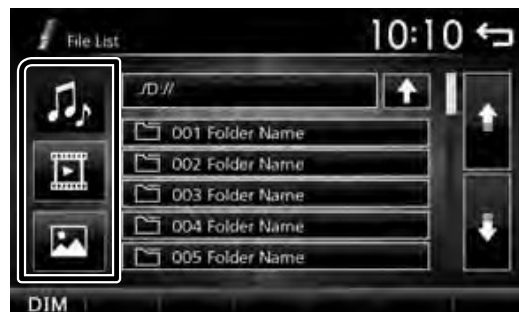 File List
10:10
./D://
001 Folder Name
002 Folder Name
003 Folder Name
004 Folder Name
005 Folder Name
DIM